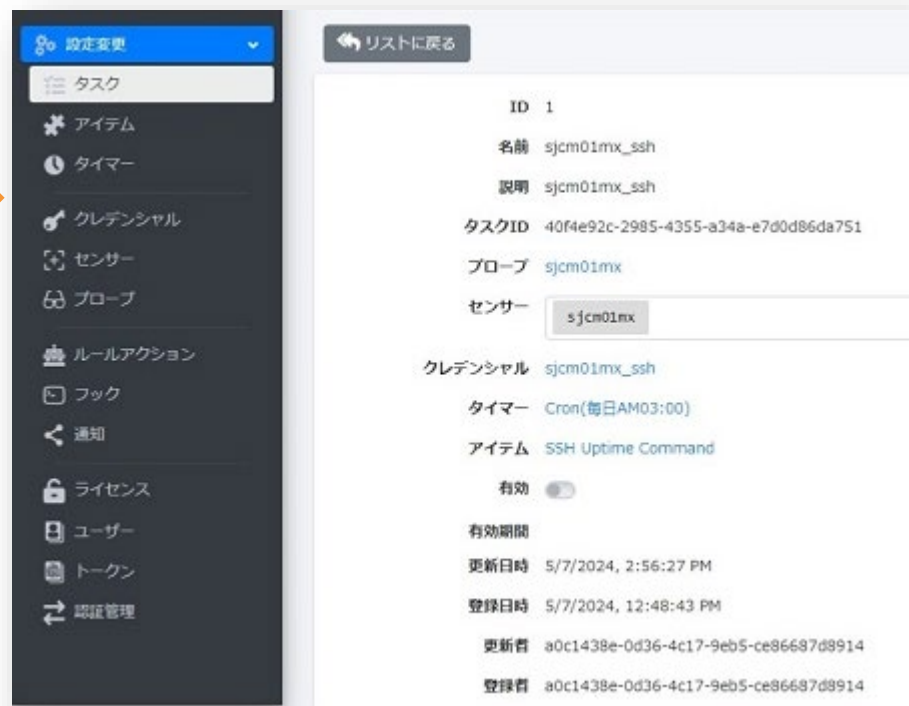 設定変更
タスク
アイテム
タイマー
クレデンシャル
センサー
プローブ
ルールアクション
フック
通知
ライセンス
ユーザー
トークン
認証管理
リストに戻る
ID 1
名前 sjcm01mx_ssh
説明 sjcm01mx_ssh
タスクID 40f4e92c-2985-4355-a34a-e7d0d86da751
プローブ sjcm01mx
センサー sjcm01mx
クレデンシャル sjcm01mx_ssh
タイマー Cron(毎日AM03:00)
アイテム SSH Uptime Command
有効
有効期間
更新日時 5/7/2024, 2:56:27 PM
登録日時 5/7/2024, 12:48:43 PM
更新者 a0c1438e-0d36-4c17-9eb5-ce86687d8914
登録者 a0c1438e-0d36-4c17-9eb5-ce86687d8914